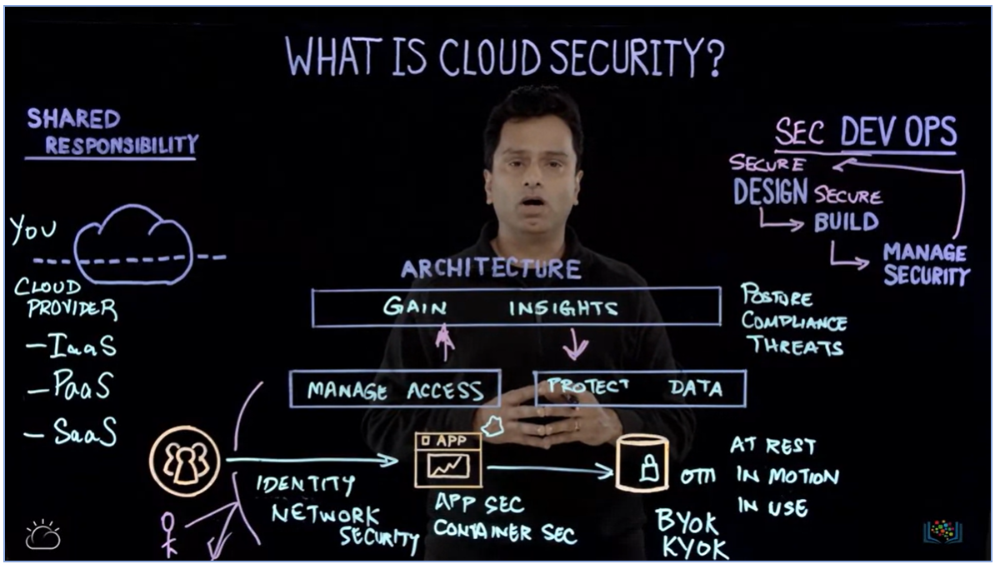 WHAT IS CLOUD SECURITY?
SHARED
RESPONSIBILITY
YOU
CLOUD
PROVIDER
- IaaS
- PaaS
- SaaS
ARCHITECTURE
GAIN INSIGHTS
MANAGE ACCESS
PROTECT DATA
IDENTITY
NETWORK
SECURITY
APP
APP SEC
CONTAINER SEC
BYOK
KYOK
AT REST
IN MOTION
IN USE
POSTURE
COMPLIANCE
THREATS
SEC DEV OPS
SECURE
DESIGN
SECURE
BUILD
MANAGE
SECURITY